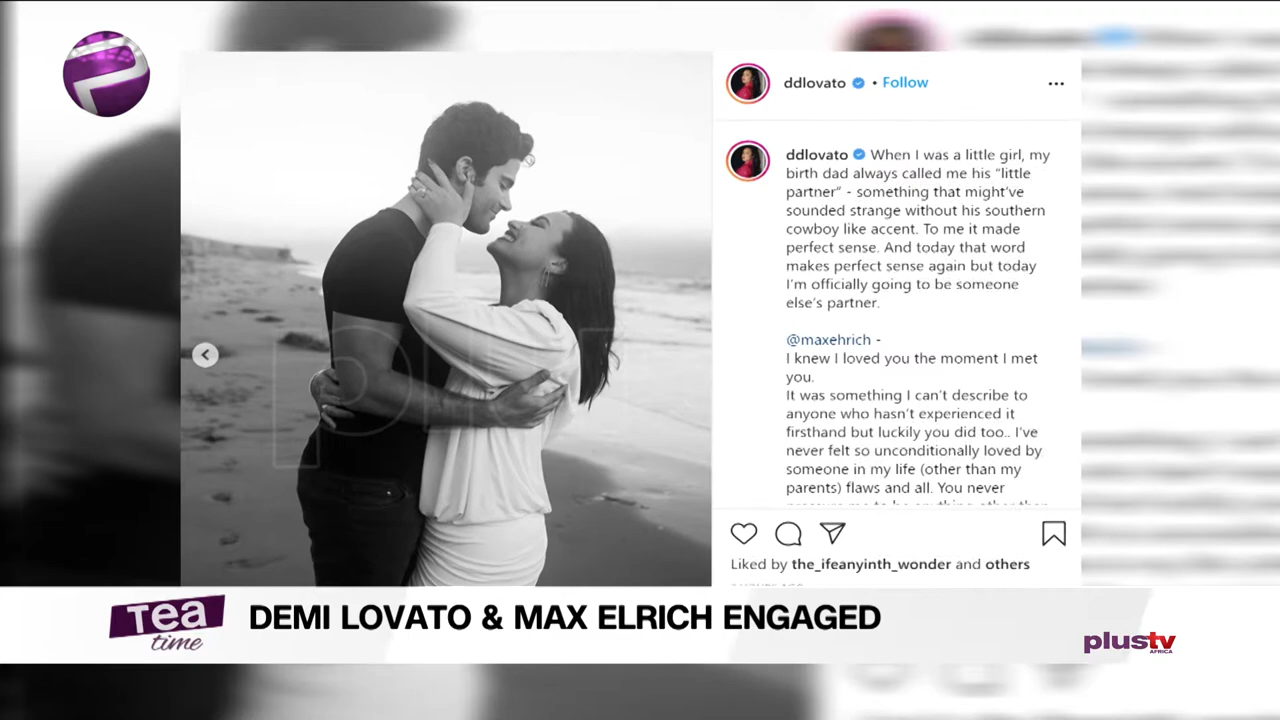 ddlovato • Follow
ddlovato When I was a little girl, my
birth dad always called me his “little
partner” - something that might’ve
sounded strange without his southern
cowboy like accent. To me it made
perfect sense. And today that word
makes perfect sense again but today
I’m officially going to be someone
else’s partner.
@maxehrich -
I knew I loved you the moment I met
you.
It was something I can’t describe to
anyone who hasn’t experienced it
firsthand but luckily you did too.. I’ve
never felt so unconditionally loved by
someone in my life (other than my
parents) flaws and all. You never
Liked by the_ifeanyinth_wonder and others
Tea
time
DEMI LOVATO & MAX ELRICH ENGAGED
plustv
AFRICA